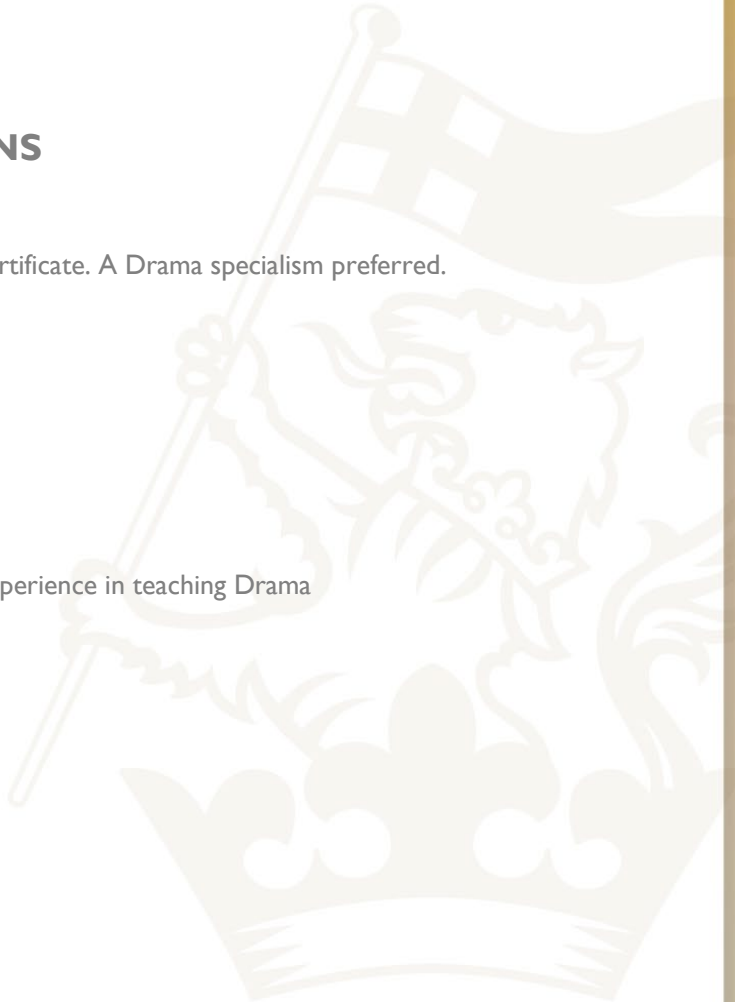 NS
rtificate. A Drama specialism preferred.
perience in teaching Drama